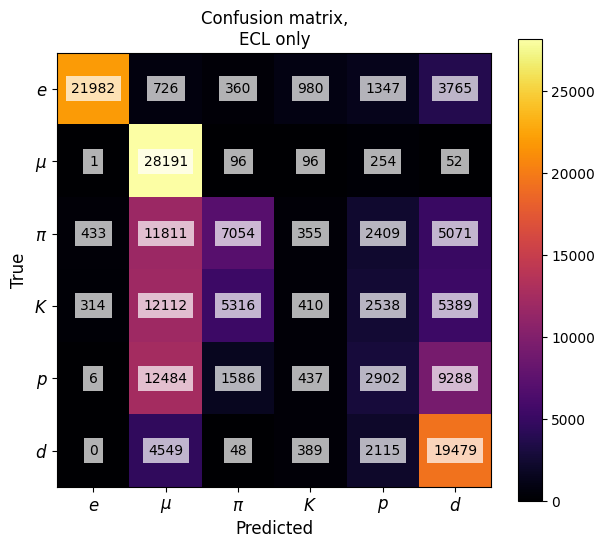 Confusion matrix,
ECL only
e 21982 726 360 980 1347 3765
μ 1 28191 96 96 254 52
π 433 11811 7054 355 2409 5071
K 314 12112 5316 410 2538 5389
p 6 12484 1586 437 2902 9288
d 0 4549 48 389 2115 19479
e μ π K p d
True
Predicted
25000
20000
15000
10000
5000
0